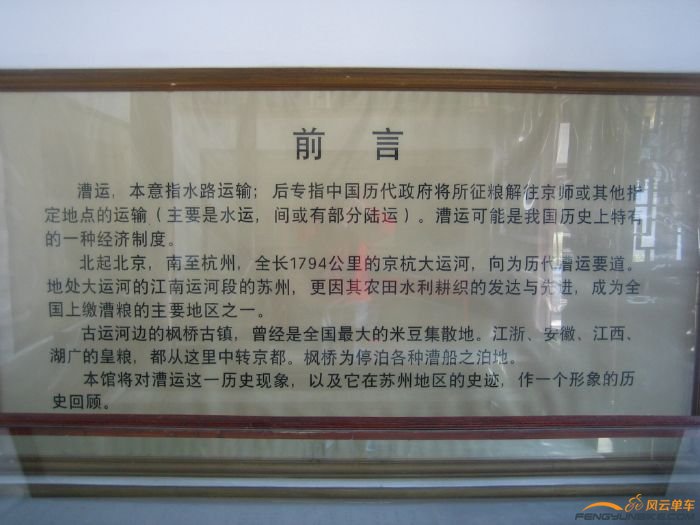 前 言
漕运，本意指水路运输；后专指中国历代政府将所征粮解往京师或其他指
定地点的运输（主要是水运，间或有部分陆运）。漕运可能是我国历史上特有
的一种经济制度。
北起北京，南至杭州，全长1794公里的京杭大运河，向为历代漕运要道。
地处大运河的江南运河段的苏州，更因其农田水利耕织的发达与先进，成为全
国上缴漕粮的主要地区之一。
古运河边的枫桥古镇，曾经是全国最大的米豆集散地。江浙、安徽、江西、
湖广的皇粮，都从这里中转京都。枫桥为停泊各种漕船之泊地。
本馆将对漕运这一历史现象，以及它在苏州地区的史迹，作一个形象的历
史回顾。
风云单车
FENGYUNBIKE.COM